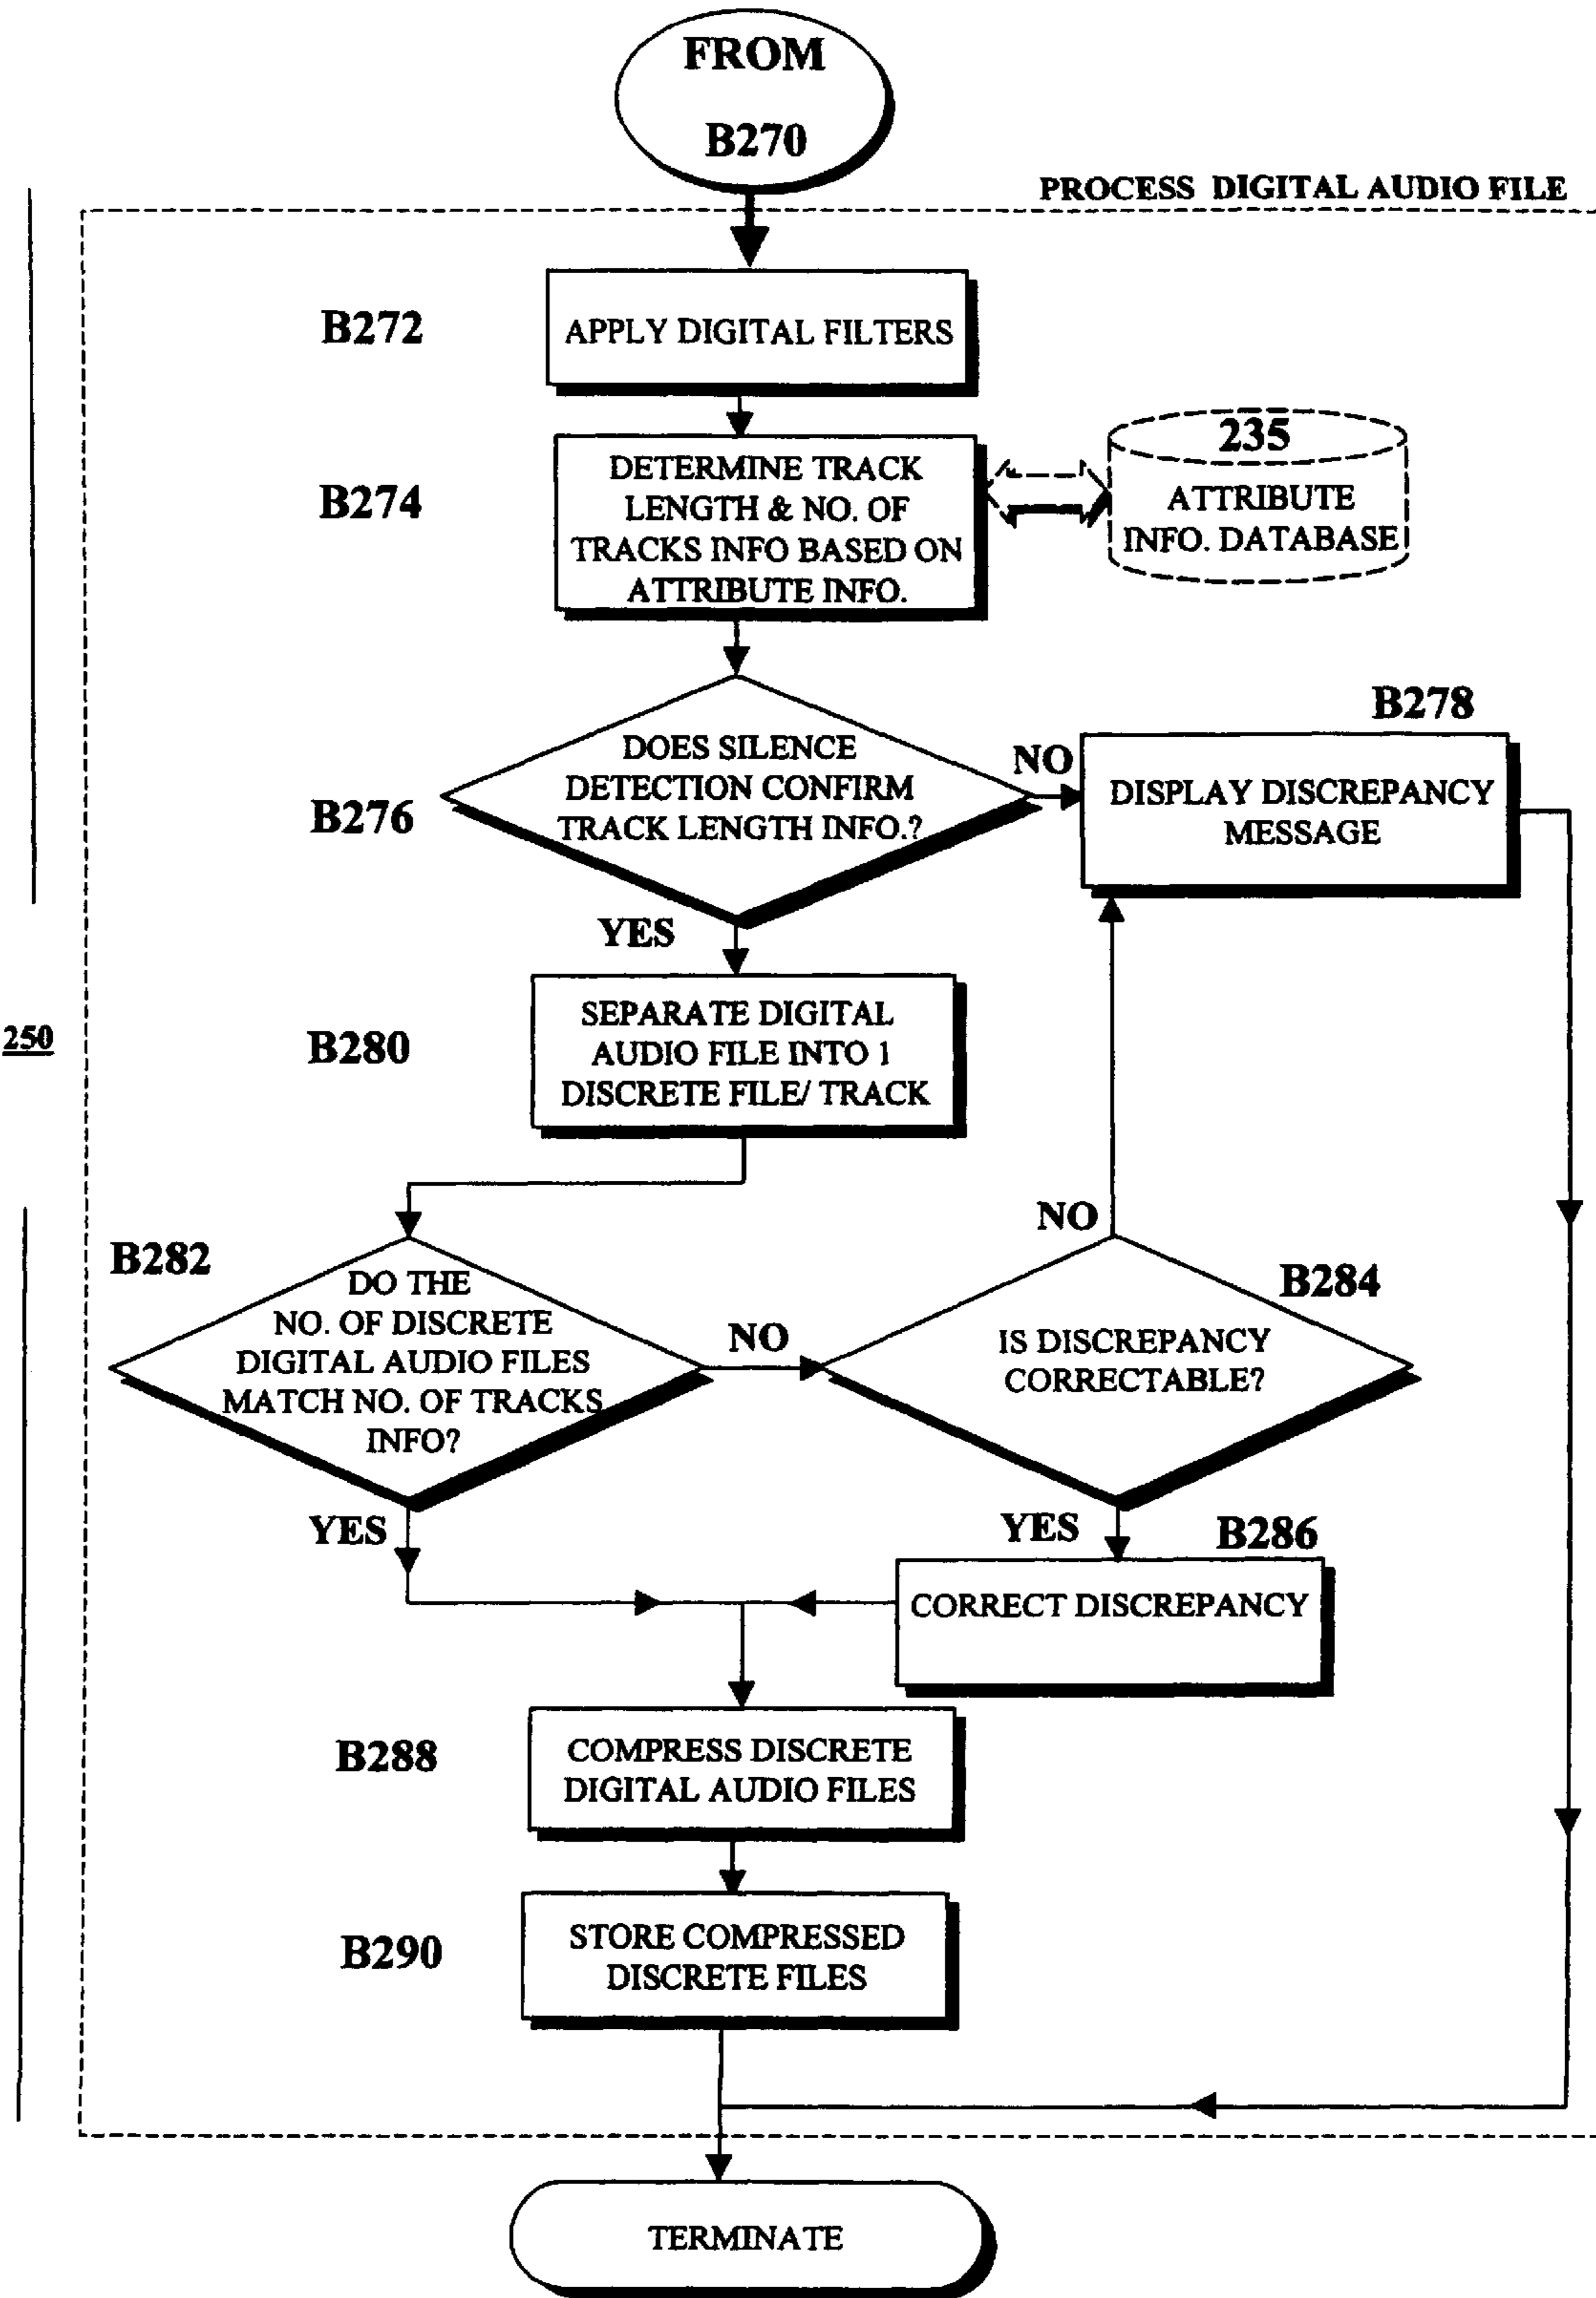 FROM
B270
PROCESS DIGITAL AUDIO FILE
B272
APPLY DIGITAL FILTERS
B274
DETERMINE TRACK
LENGTH & NO. OF
TRACKS INFO BASED ON
ATTRIBUTE INFO.
235
ATTRIBUTE
INFO. DATABASE
B276
DOES SILENCE
DETECTION CONFIRM
TRACK LENGTH INFO.?
NO
B278
DISPLAY DISCREPANCY
MESSAGE
YES
250
B280
SEPARATE DIGITAL
AUDIO FILE INTO 1
DISCRETE FILE/ TRACK
B282
DO THE
NO. OF DISCRETE
DIGITAL AUDIO FILES
MATCH NO. OF TRACKS
INFO?
NO
NO
B284
IS DISCREPANCY
CORRECTABLE?
YES
YES
B286
CORRECT DISCREPANCY
B288
COMPRESS DISCRETE
DIGITAL AUDIO FILES
B290
STORE COMPRESSED
DISCRETE FILES
TERMINATE